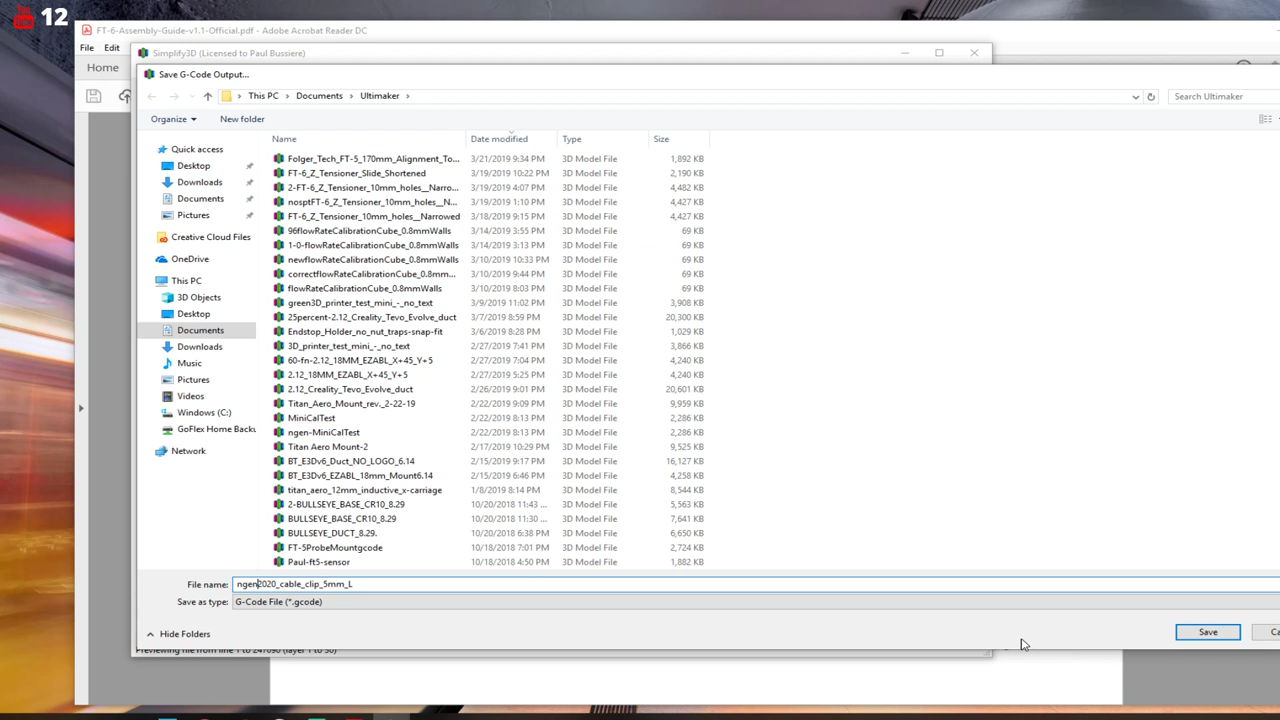 12
FT-6-Assembly-Guide-v1.1-Official.pdf - Adobe Acrobat Reader DC
File Edit
Simplify3D (Licensed to Paul Bussiere)
Home
Save G-Code Output...
This PC > Documents > Ultimaker >
Search Ultimaker
Organize New folder
Name Date modified Type Size
Quick access
Desktop
Downloads
Documents
Pictures
Creative Cloud Files
OneDrive
This PC
3D Objects
Desktop
Documents
Downloads
Music
Pictures
Videos
Windows (C:)
GoFlex Home Backu
Network
Folger_Tech_FT-5_170mm_Alignment_To... 3/21/2019 9:34 PM 3D Model File 1,892 KB
FT-6_Z_Tensioner_Slide_Shortened 3/19/2019 10:22 PM 3D Model File 2,190 KB
2-FT-6_Z_Tensioner_10mm_holes__Narro... 3/19/2019 4:07 PM 3D Model File 4,482 KB
nosptFT-6_Z_Tensioner_10mm_holes__N... 3/19/2019 1:10 PM 3D Model File 4,427 KB
FT-6_Z_Tensioner_10mm_holes__Narrowed 3/18/2019 9:15 PM 3D Model File 4,427 KB
96flowRateCalibrationCube_0.8mmWalls 3/14/2019 3:55 PM 3D Model File 69 KB
1-0-flowRateCalibrationCube_0.8mmWalls 3/14/2019 3:13 PM 3D Model File 69 KB
newflowRateCalibrationCube_0.8mmWalls 3/10/2019 10:33 PM 3D Model File 69 KB
correctflowRateCalibrationCube_0.8mm... 3/10/2019 9:44 PM 3D Model File 69 KB
flowRateCalibrationCube_0.8mmWalls 3/10/2019 8:03 PM 3D Model File 69 KB
green3D_printer_test_mini_-_no_text 3/9/2019 11:02 PM 3D Model File 3,908 KB
25percent-2.12_Creality_Tevo_Evolve_duct 3/7/2019 8:59 PM 3D Model File 20,300 KB
Endstop_Holder_no_nut_traps-snap-fit 3/6/2019 8:28 PM 3D Model File 1,029 KB
3D_printer_test_mini_-_no_text 2/27/2019 7:41 PM 3D Model File 3,866 KB
60-fn-2.12_18MM_EZABL_X+45_Y+5 2/27/2019 7:04 PM 3D Model File 4,240 KB
2.12_18MM_EZABL_X+45_Y+5 2/27/2019 5:25 PM 3D Model File 4,240 KB
2.12_Creality_Tevo_Evolve_duct 2/26/2019 9:01 PM 3D Model File 20,601 KB
Titan_Aero_Mount_rev._2-22-19 2/22/2019 9:09 PM 3D Model File 9,959 KB
MiniCalTest 2/22/2019 8:13 PM 3D Model File 2,286 KB
ngen-MiniCalTest 2/22/2019 8:13 PM 3D Model File 2,286 KB
Titan Aero Mount-2 2/17/2019 10:29 PM 3D Model File 9,525 KB
BT_E3Dv6_Duct_NO_LOGO_6.14 2/15/2019 9:17 PM 3D Model File 16,127 KB
BT_E3Dv6_EZABL_18mm_Mount6.14 2/15/2019 6:46 PM 3D Model File 4,258 KB
titan_aero_12mm_inductive_x-carriage 1/8/2019 8:14 PM 3D Model File 8,544 KB
2-BULLSEYE_BASE_CR10_8.29 10/20/2018 11:43 ... 3D Model File 5,563 KB
BULLSEYE_BASE_CR10_8.29 10/20/2018 11:30 ... 3D Model File 7,641 KB
BULLSEYE_DUCT_8.29. 10/20/2018 6:38 PM 3D Model File 6,650 KB
FT-5ProbeMountgcode 10/18/2018 7:01 PM 3D Model File 2,724 KB
Paul-ft5-sensor 10/18/2018 4:50 PM 3D Model File 1,882 KB
File name: ngen2020_cable_clip_5mm_L
Save as type: G-Code File (*.gcode)
Hide Folders
Save Ca